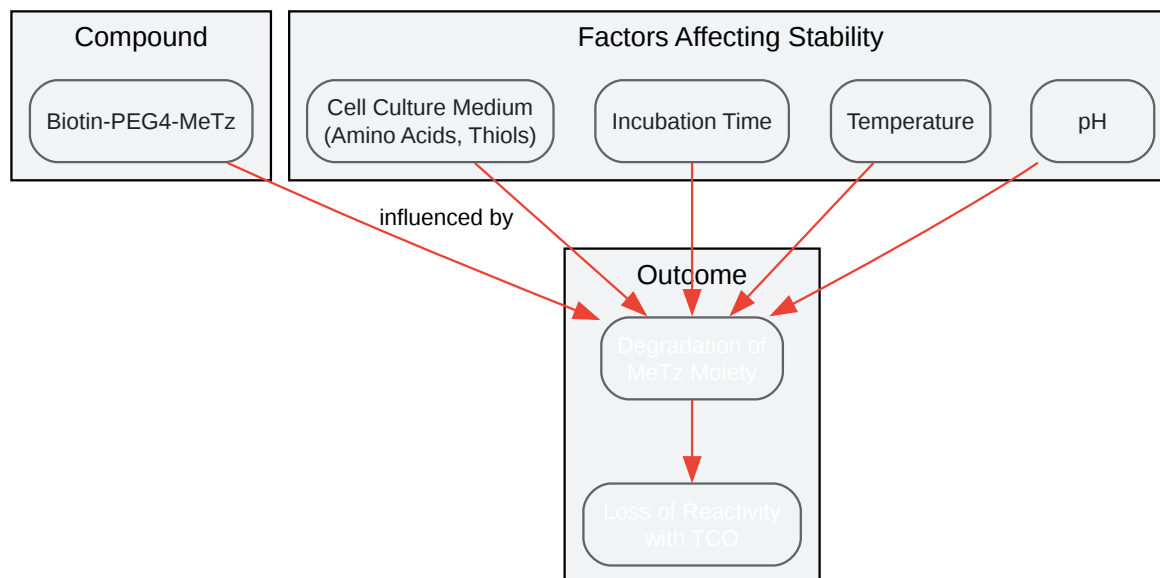 Compound
Factors Affecting Stability
Biotin-PEG4-MeTz
Cell Culture Medium
(Amino Acids, Thiols)
Incubation Time
Temperature
pH
influenced by
Outcome
Degradation of
MeTz Moiety
Loss of Reactivity
with TCO